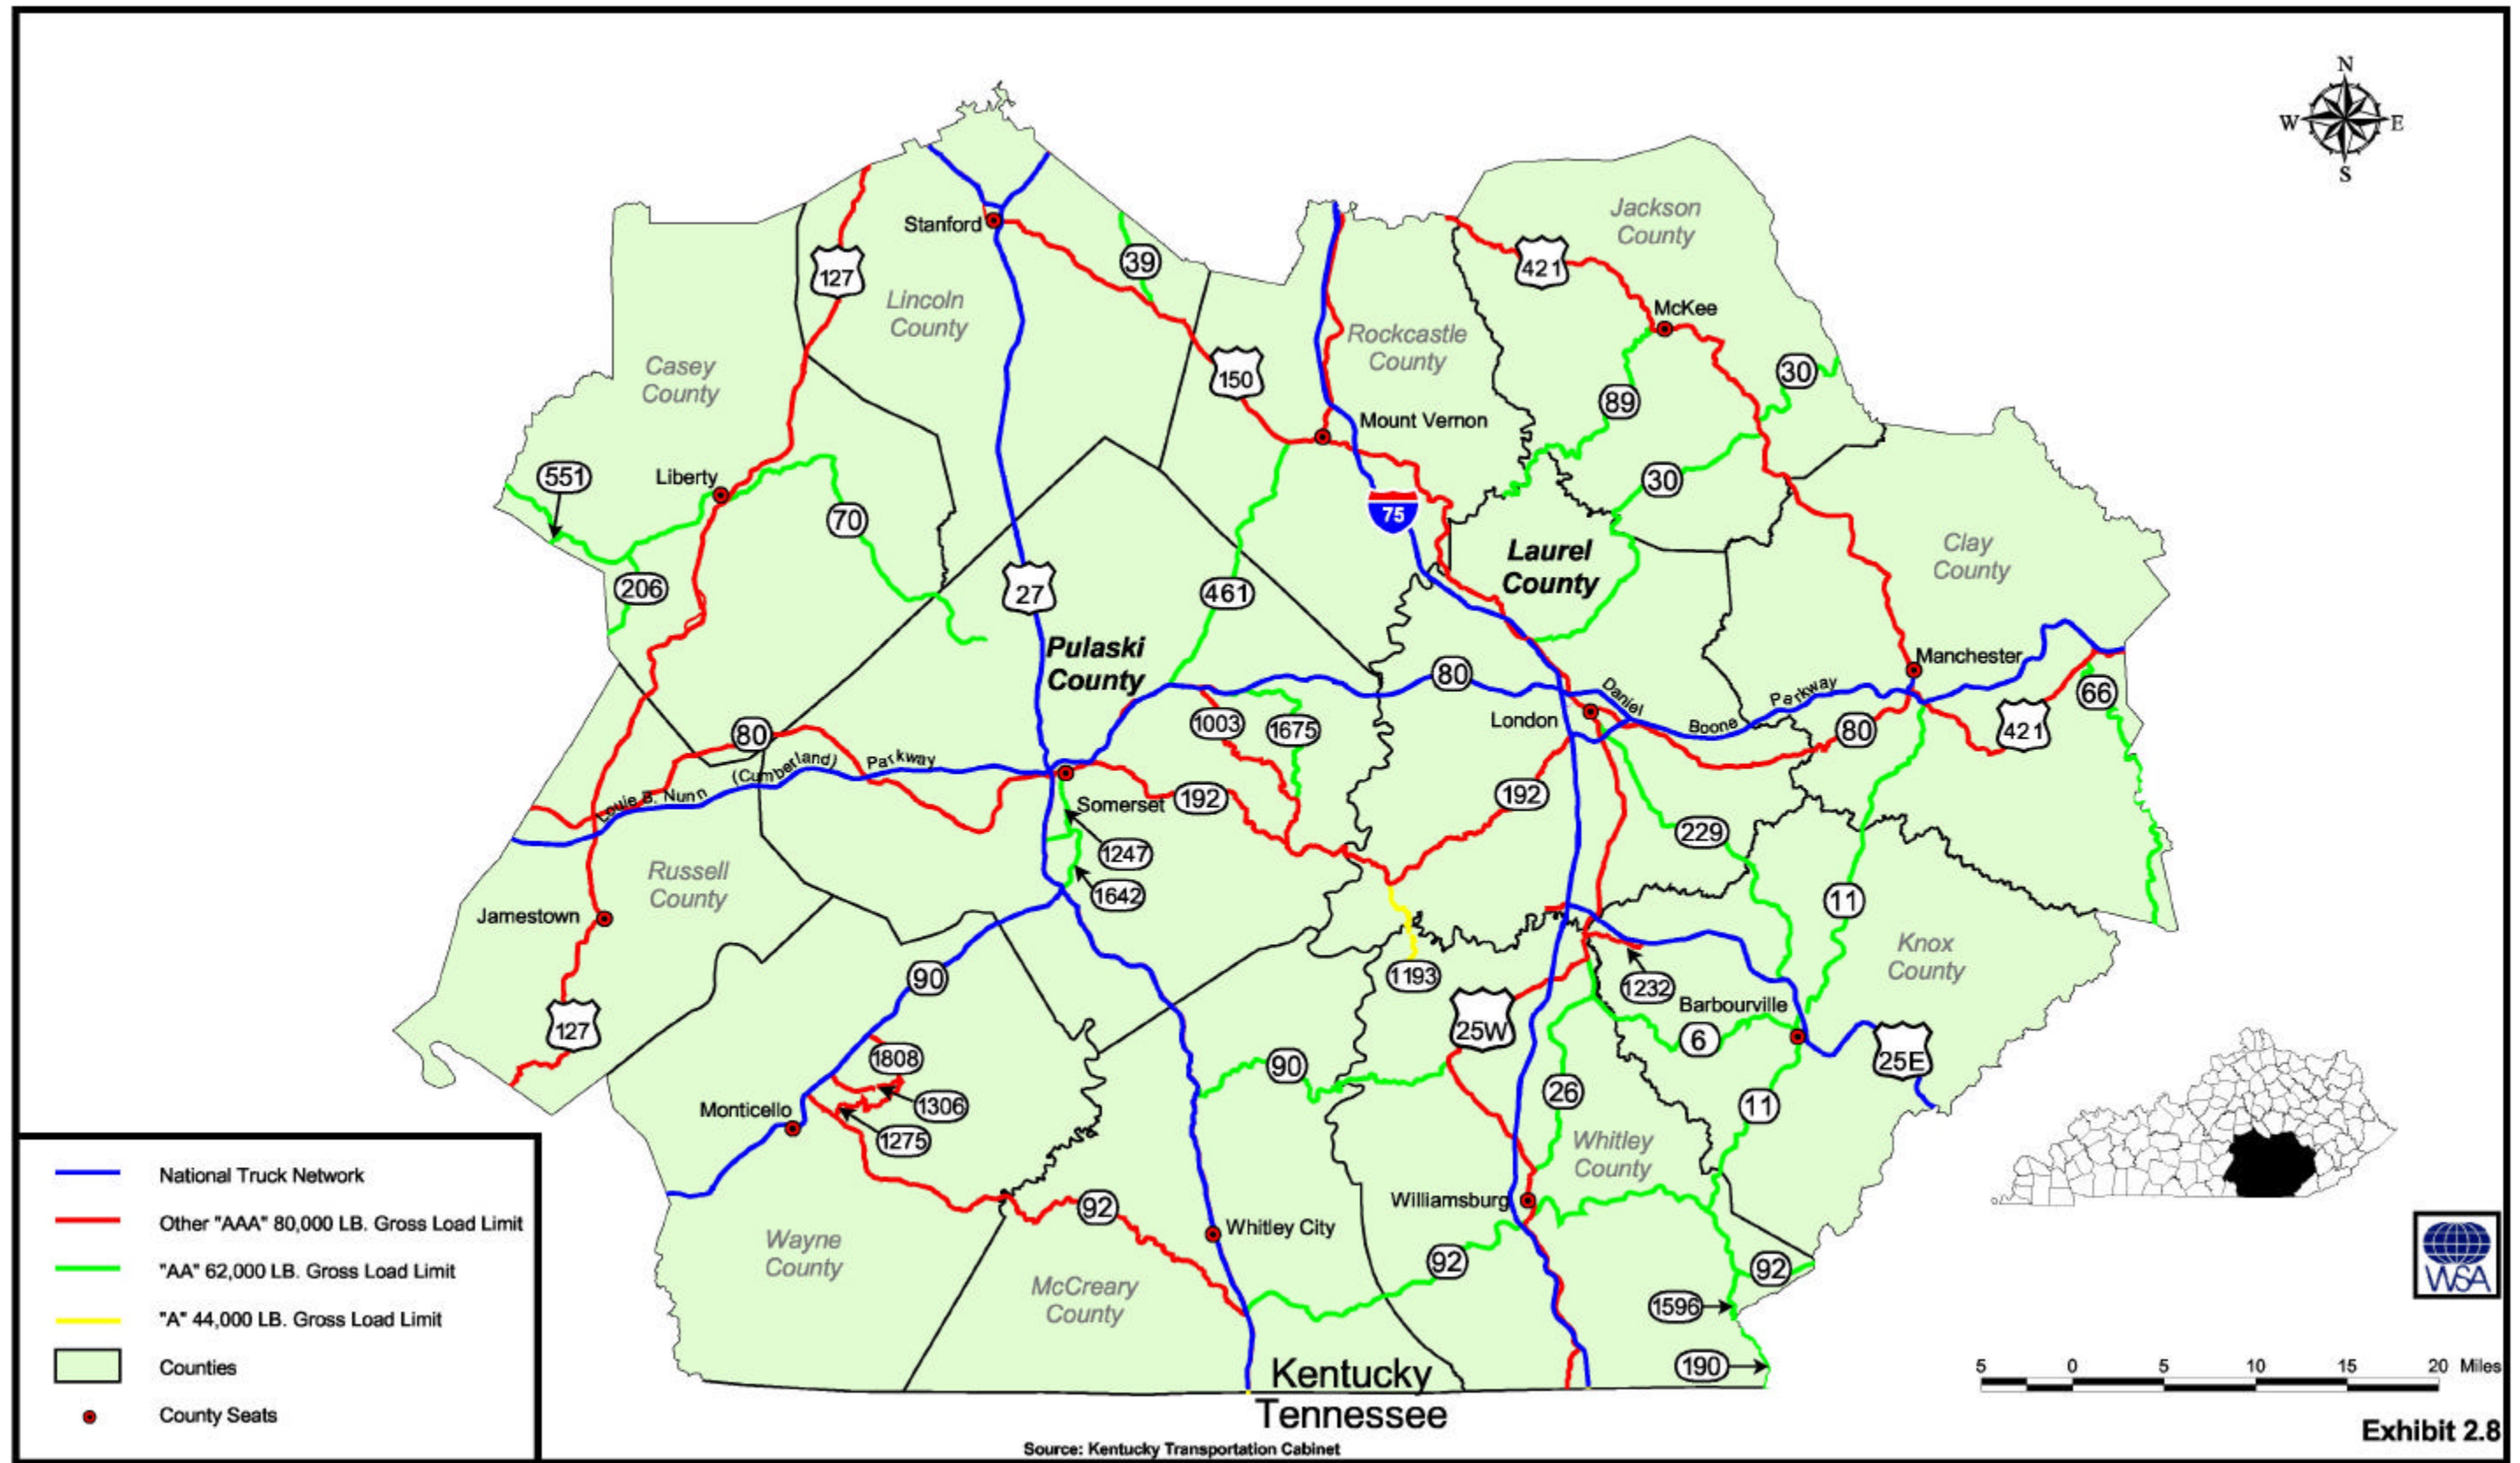 N
W E
S
Jackson
County
Stanford
39
421
127
Lincoln
County
McKee
Rockcastle
County
Casey
County
150
30
89
Mount Vernon
551
Liberty
30
70
75
Laurel
County
Clay
County
206
27
461
Pulaski
County
80
Manchester
Daniel
Boone
Parkway
66
London
1003
1675
80
421
80
(Cumberland)
Parkway
Louie B. Nunn
192
Somerset
192
229
1247
Russell
County
1642
11
Jamestown
Knox
County
90
1193
1232
Barbourville
127
25W
6
25E
1808
90
26
Monticello
1306
11
1275
Whitley
County
Williamsburg
92
Whitley City
Wayne
County
92
92
McCreary
County
1596
190
Kentucky
Tennessee
National Truck Network
Other "AAA" 80,000 LB. Gross Load Limit
"AA" 62,000 LB. Gross Load Limit
"A" 44,000 LB. Gross Load Limit
Counties
County Seats
WSA
5 0 5 10 15 20 Miles
Exhibit 2.8
Source: Kentucky Transportation Cabinet